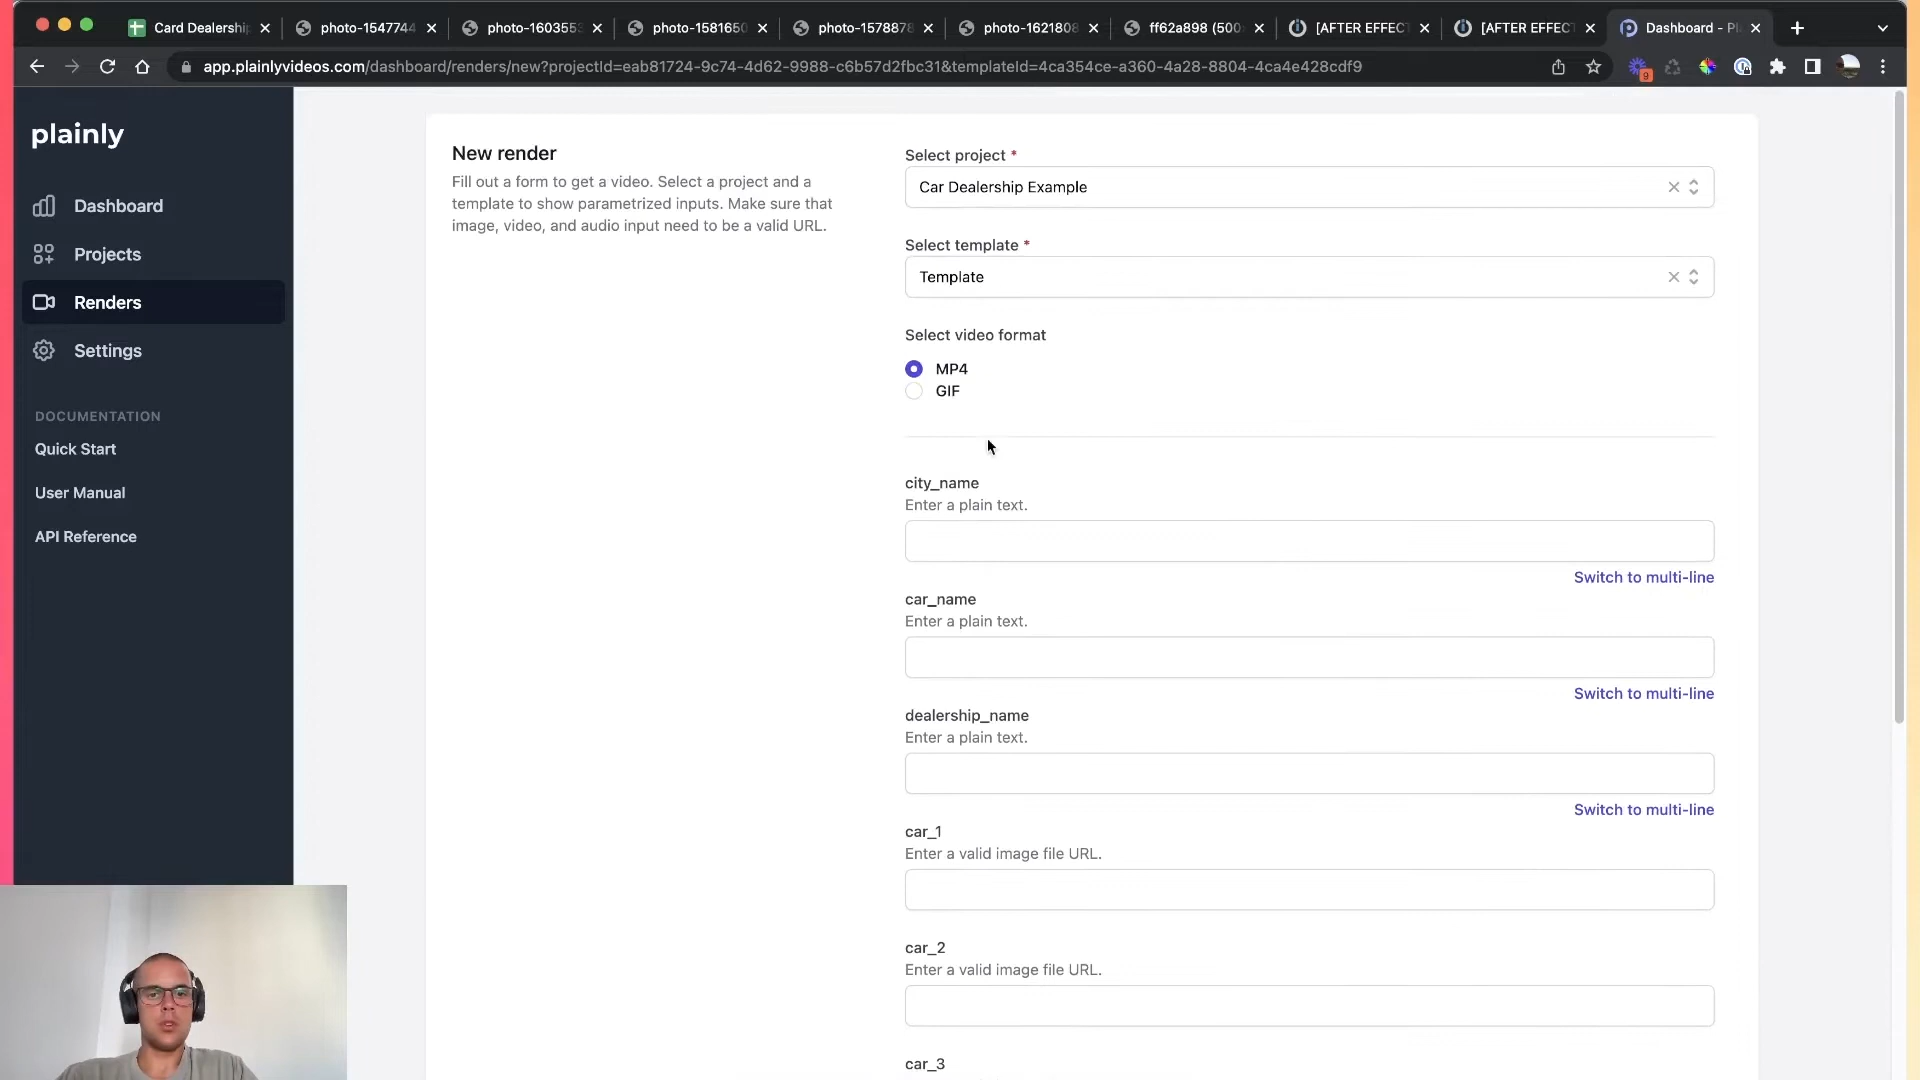 Card Dealership
photo-1547744
photo-1603553
photo-1581650
photo-1578878
photo-1621808
ff62a898 (500
[AFTER EFFECT
[AFTER EFFECT
Dashboard - Pl
app.plainlyvideos.com/dashboard/renders/new?projectId=eab81724-9c74-4d62-9988-c6b57d2fbc31&templateId=4ca354ce-a360-4a28-8804-4ca4e428cdf9
9
plainly
Dashboard
Projects
Renders
Settings
DOCUMENTATION
Quick Start
User Manual
API Reference
New render
Fill out a form to get a video. Select a project and a
template to show parametrized inputs. Make sure that
image, video, and audio input need to be a valid URL.
Select project *
Car Dealership Example
Select template *
Template
Select video format
MP4
GIF
city_name
Enter a plain text.
Switch to multi-line
car_name
Enter a plain text.
Switch to multi-line
dealership_name
Enter a plain text.
Switch to multi-line
car_1
Enter a valid image file URL.
car_2
Enter a valid image file URL.
car_3